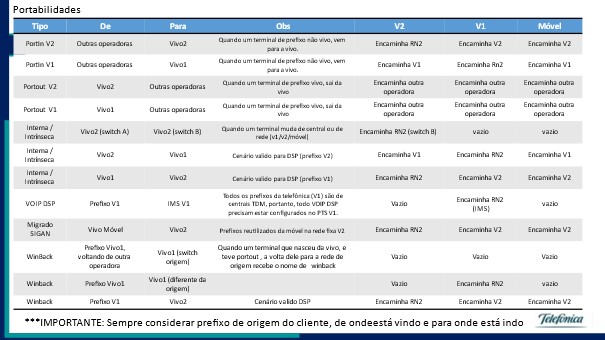 Portabilidades
Tipo De Para Obs V2 V1 Móvel
Portin V2 Outras operadoras Vivo2 Quando um terminal de prefixo não vivo, vem para a vivo. Encaminha RN2 Encaminha V2 Encaminha V2
Portin V1 Outras operadoras Vivo1 Quando um terminal de prefixo não vivo, vem para a vivo. Encaminha V1 Encaminha Rn2 Encaminha V1
Portout V2 Vivo2 Outras operadoras Quando um terminal de prefixo vivo, sai da vivo Encaminha outra operadora Encaminha outra operadora Encaminha outra operadora
Portout V1 Vivo1 Outras operadoras Quando um terminal de prefixo vivo, sai da vivo Encaminha outra operadora Encaminha outra operadora Encaminha outra operadora
Interna / Intrínseca Vivo2 (switch A) Vivo2 (switch B) Quando um terminal muda de central ou de rede (v1/v2/móvel) Encaminha RN2 (switch B) vazio vazio
Interna / Intrínseca Vivo2 Vivo1 Cenário valido para DSP (prefixo V2) Encaminha V1 Encaminha RN2 Encaminha V1
Interna / Intrínseca Vivo1 Vivo2 Cenário valido para DSP (prefixo V1) Encaminha RN2 Encaminha V2 Encaminha V2
VOIP DSP Prefixo V1 IMS V1 Todos os prefixos da telefônica (V1) são de centrais TDM, portanto, todo VOIP DSP precisam estar configurados no PTS V1. Vazio Encaminha RN2 (IMS) vazio
Migrado SIGAN Vivo Móvel Vivo2 Prefixos reutilizados da móvel na rede fixa V2 Encaminha RN2 Encaminha V2 Encaminha V2
WinBack Prefixo Vivo1, voltando de outra operadora Vivo1 (switch origem) Quando um terminal que nasceu da vivo, e teve portout , a volta dele para a rede de origem recebe o nome de winback Vazio Vazio Vazio
Winback Prefixo Vivo1 Vivo1 (diferente da origem) Vazio Encaminha RN2 vazio
Winback Prefixo V1 Vivo2 Cenário valido DSP Encaminha RN2 Encaminha V2 Encaminha V2
***IMPORTANTE: Sempre considerar prefixo de origem do cliente, de ondeestá vindo e para onde está indo
Telefónica